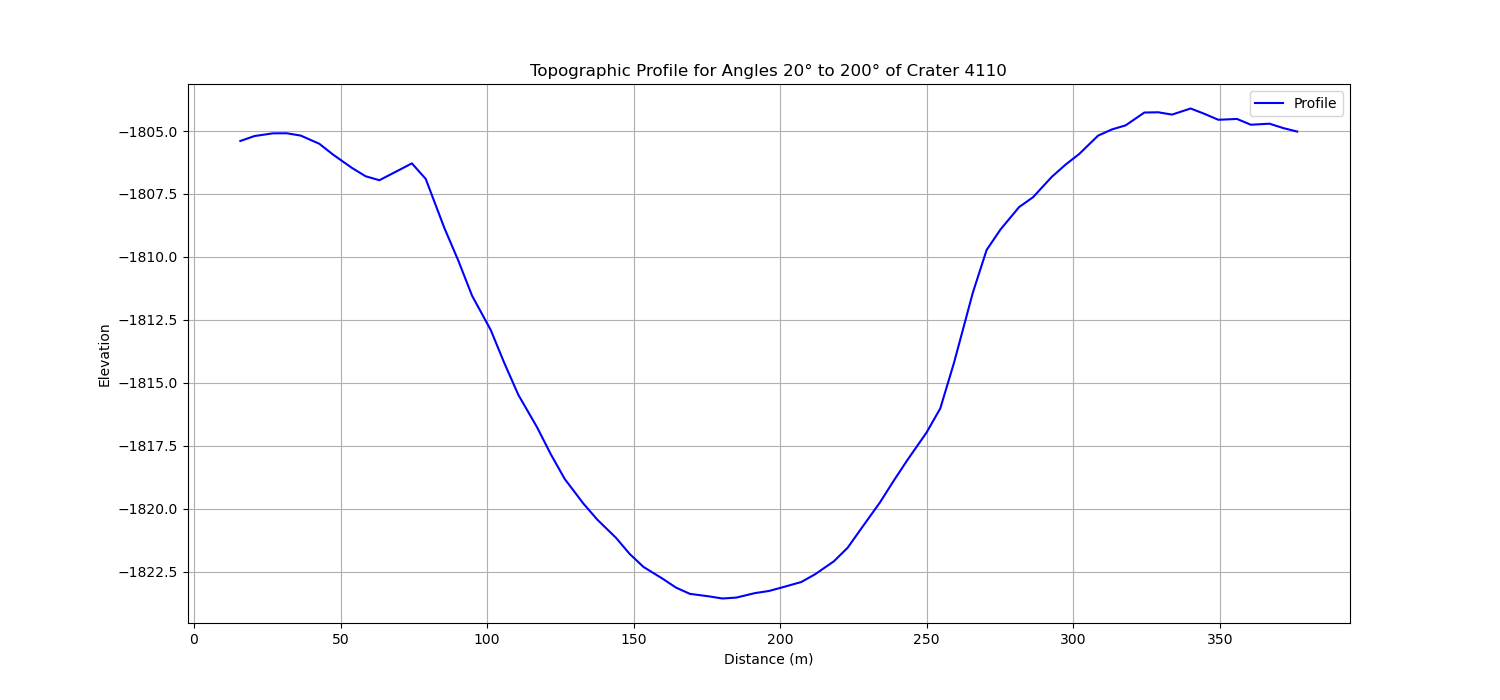 Topographic Profile for Angles 20° to 200° of Crater 4110
Profile
−1805.0
−1807.5
−1810.0
−1812.5
−1815.0
−1817.5
−1820.0
−1822.5
Elevation
0 50 100 150 200 250 300 350
Distance (m)